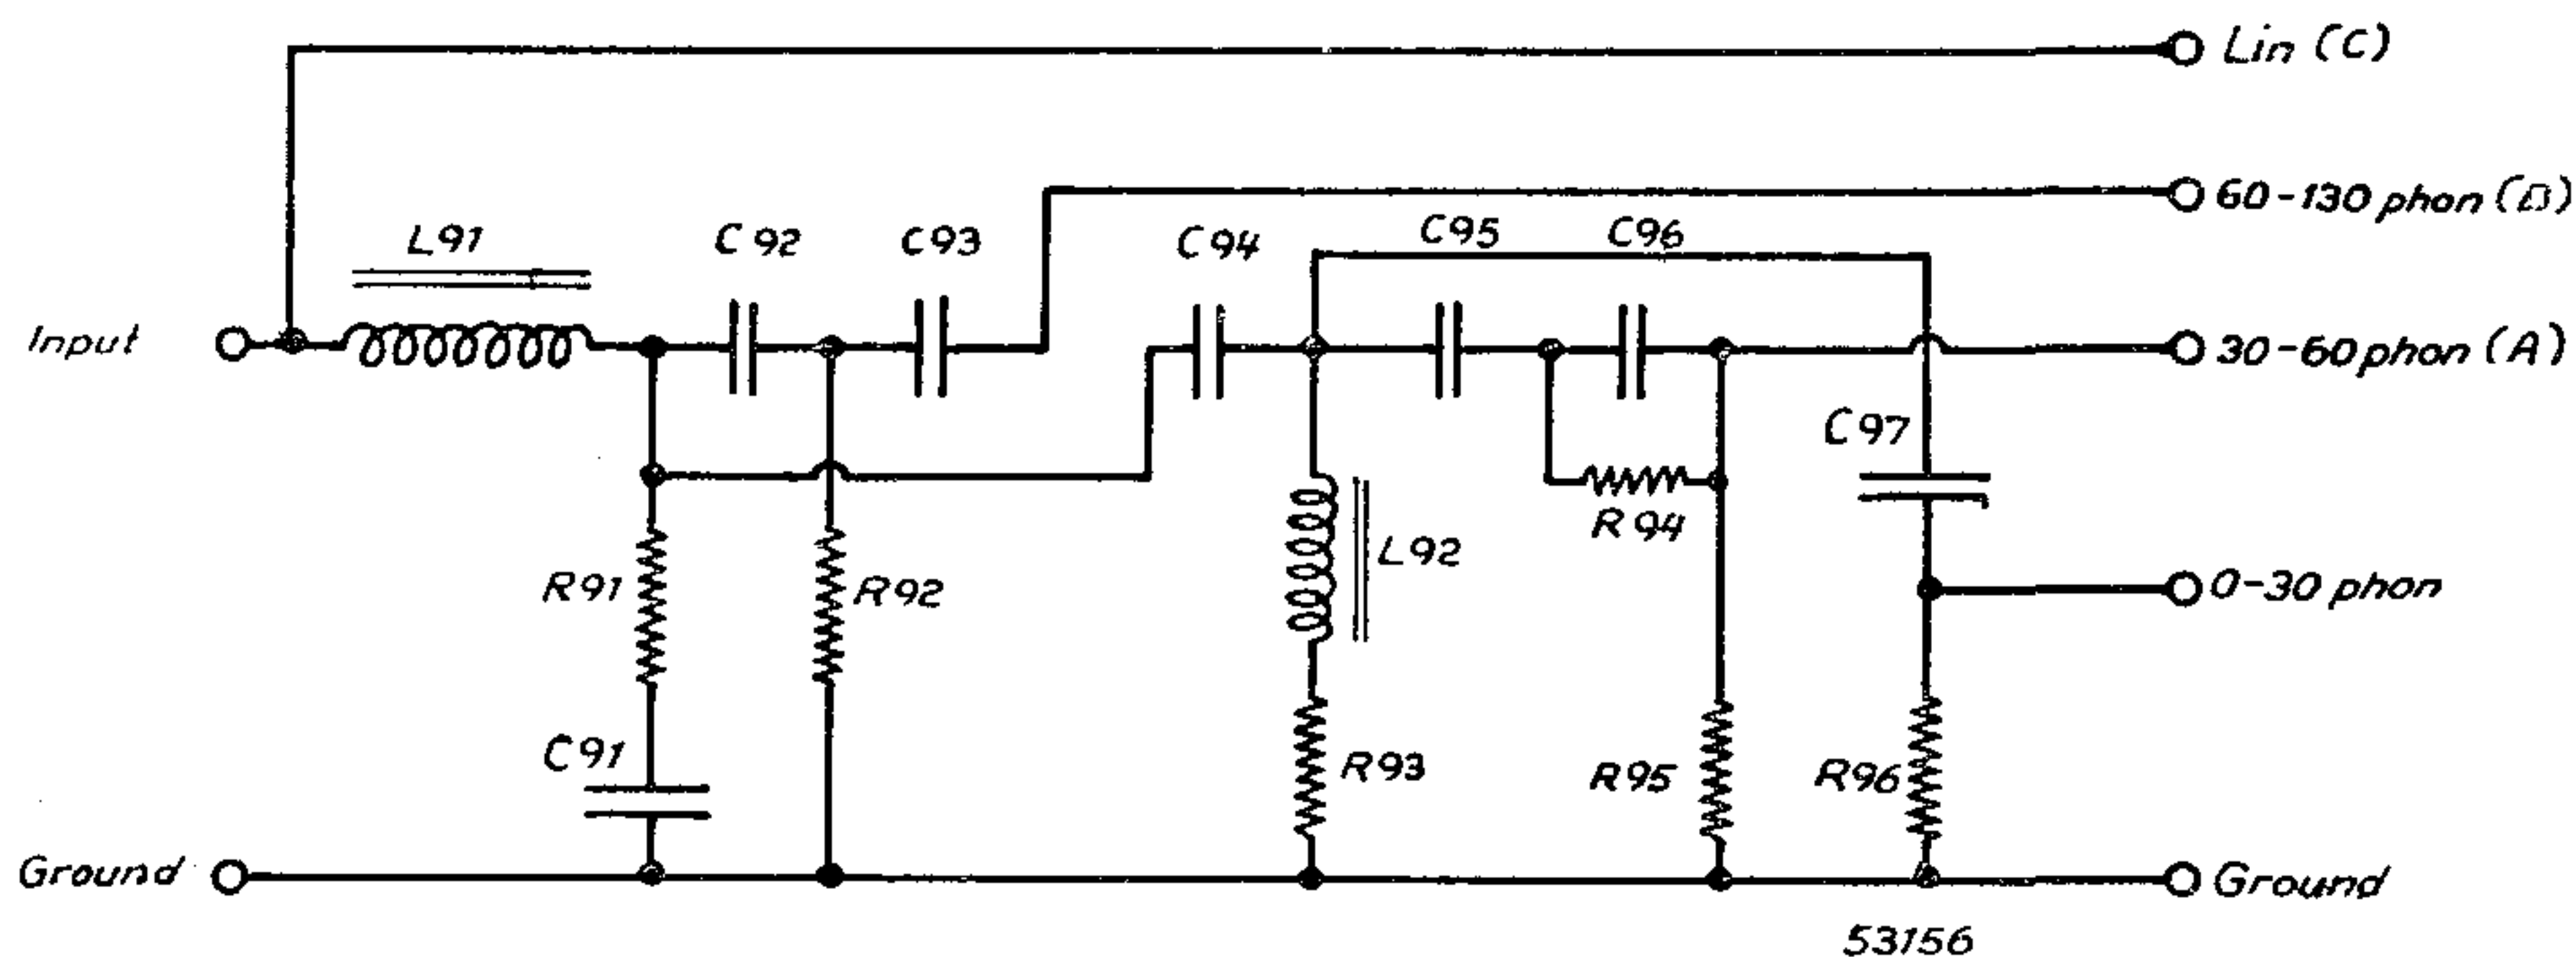 Lin (C)
60-130 phon (B)
L91
C92
C93
C94
C95
C96
Input
30-60 phon (A)
C97
R94
L92
R91
R92
0-30 phon
C91
R93
R95
R96
Ground
Ground
53156